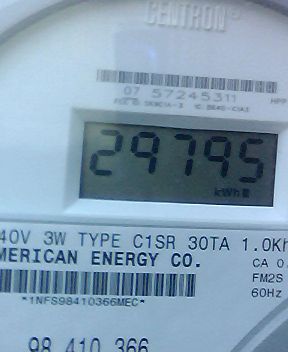 CENTRON®
07 57245311
HPP
29795
kWh
40V 3W TYPE C1SR 30TA 1.0Kh
MERICAN ENERGY CO.
CA 0.
FM2S
60Hz
*1NFS98410366MEC*
98 410 366